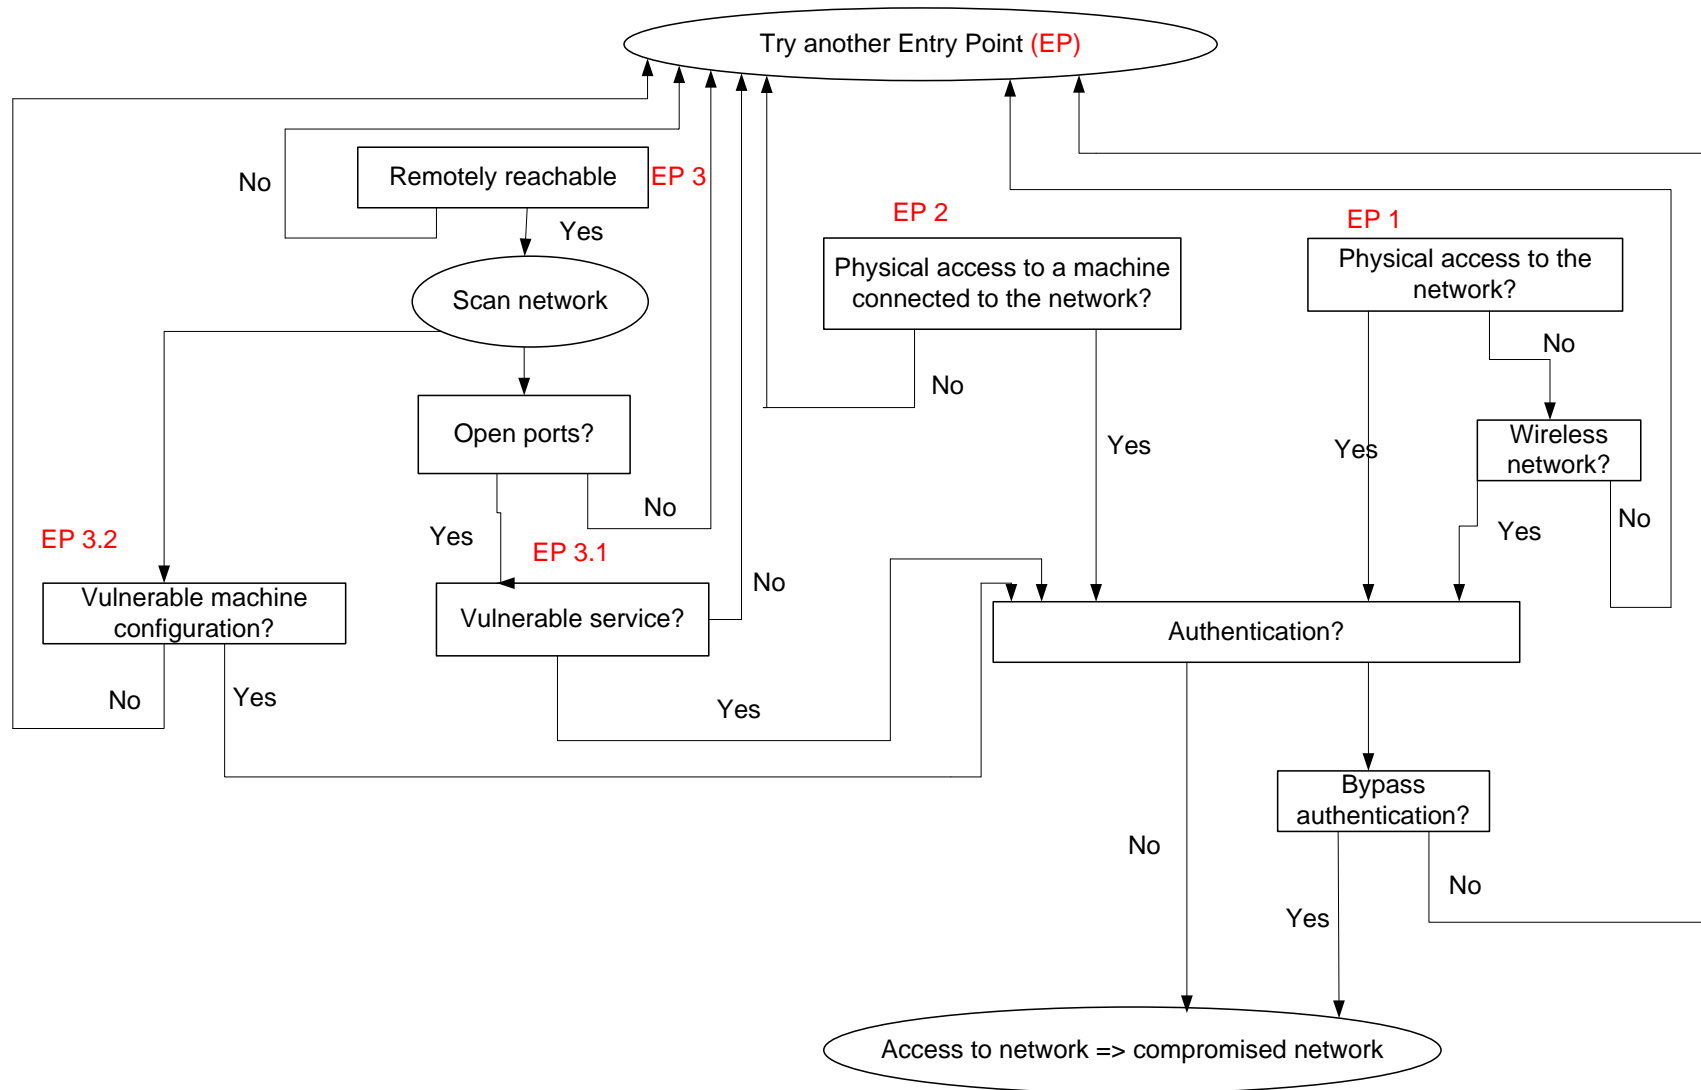 Try another Entry Point (EP)
No
Remotely reachable
EP 3
Yes
Scan network
EP 2
Physical access to a machine
connected to the network?
EP 1
Physical access to the
network?
No
No
Open ports?
Yes
Yes
Wireless
network?
No
Yes
No
Yes
EP 3.2
EP 3.1
No
Vulnerable machine
configuration?
Vulnerable service?
Authentication?
No
Yes
Yes
Bypass
authentication?
No
No
Yes
Access to network => compromised network